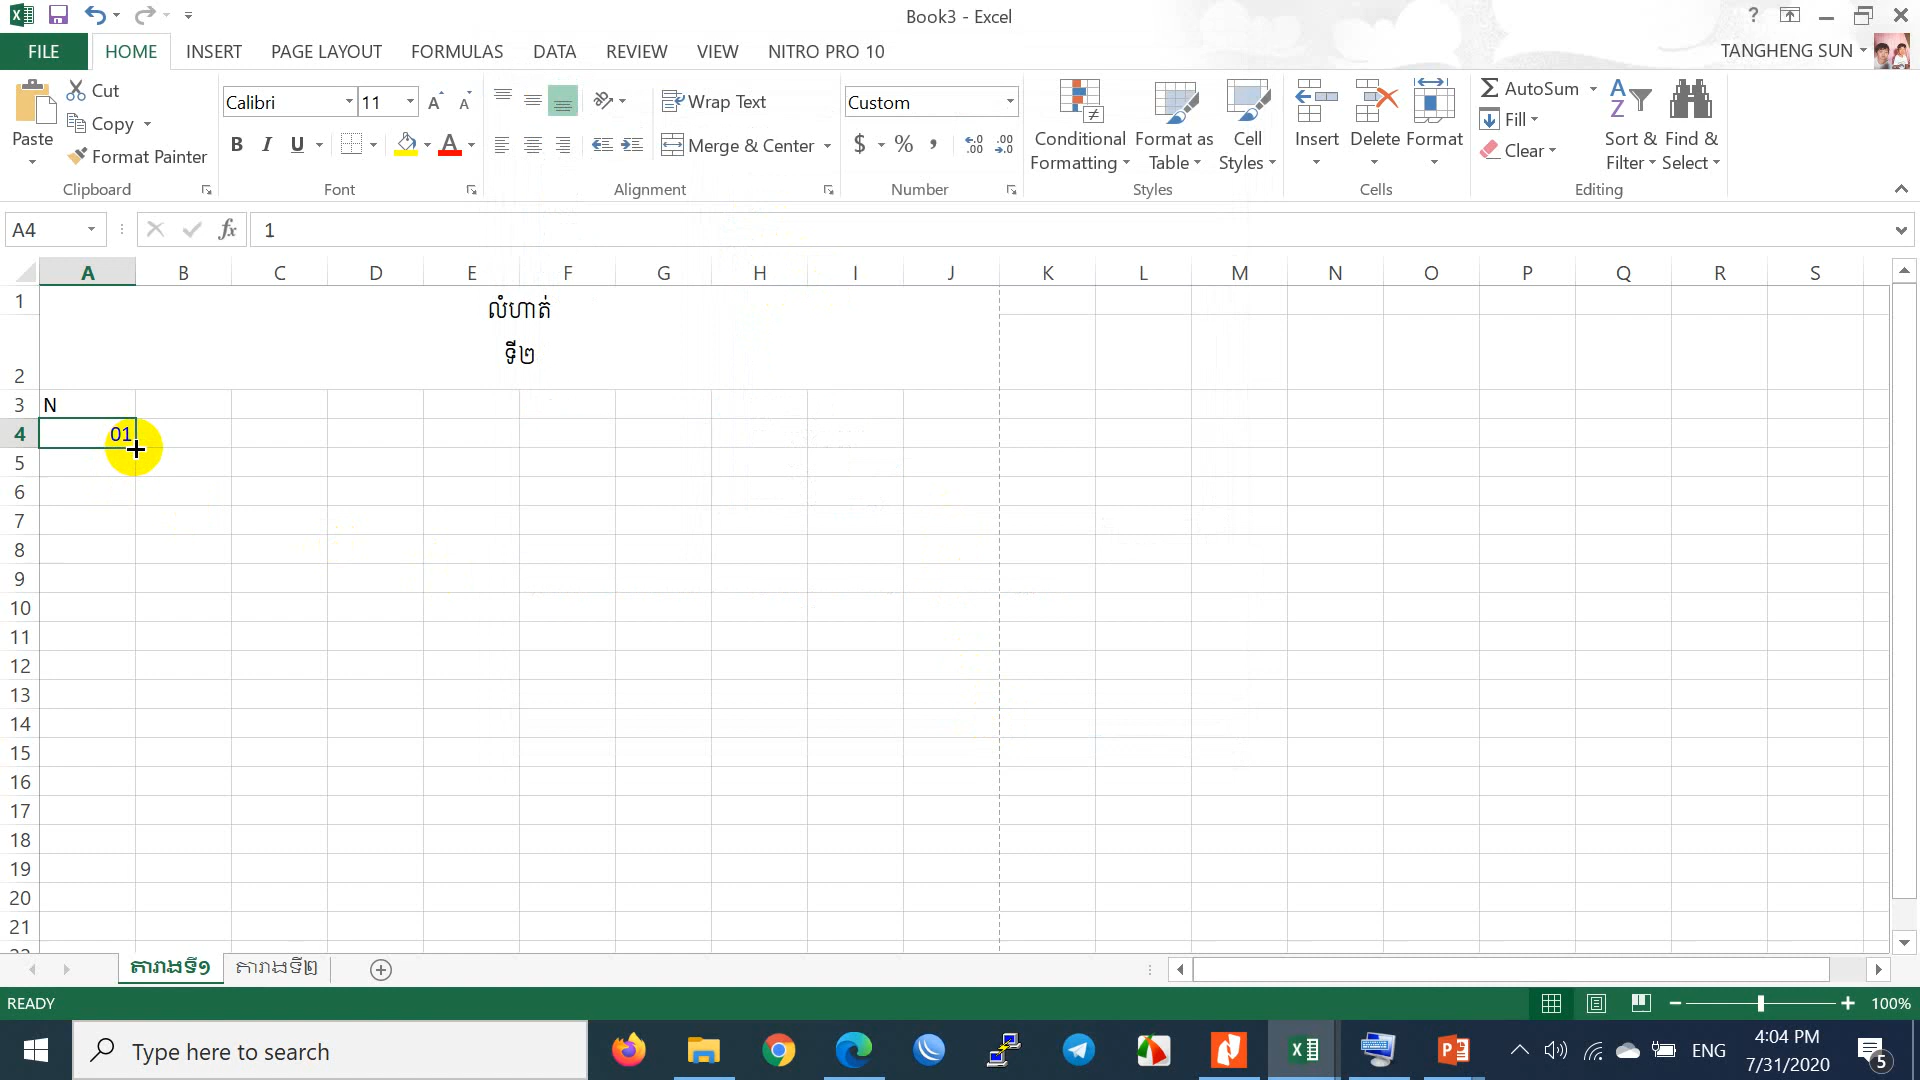 Book3 - Excel
FILE HOME INSERT PAGE LAYOUT FORMULAS DATA REVIEW VIEW NITRO PRO 10 TANGHENG SUN
Paste Cut Copy Format Painter Clipboard
Calibri 11 B I U A Font
Wrap Text Merge & Center Alignment
Custom $ % , Number
Conditional Formatting Format as Table Cell Styles Styles
Insert Delete Format Cells
AutoSum Fill Clear Sort & Filter Find & Select Editing
A4 fx 1
A B C D E F G H I J K L M N O P Q R S
1 លំហាត់
2 ទី២
3 N
4 01
5
6
7
8
9
10
11
12
13
14
15
16
17
18
19
20
21
តារាងទី១ តារាងទី២
READY 100%
Type here to search ENG 4:04 PM
7/31/2020 5